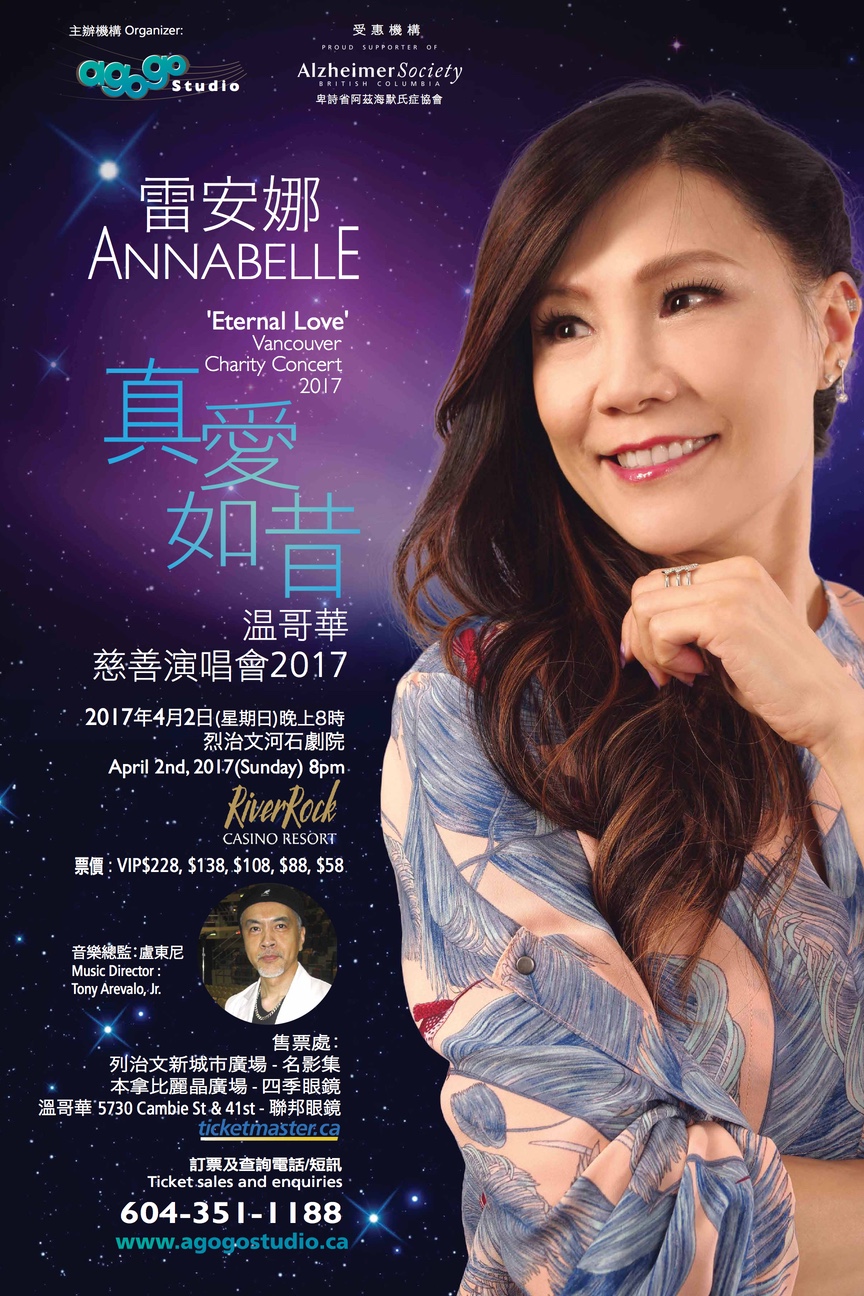 主辦機構 Organizer:
agogo
Studio
受惠機構
PROUD SUPPORTER OF
Alzheimer Society
BRITISH COLUMBIA
卑詩省阿茲海默氏症協會
雷安娜
ANNABELLE
'Eternal Love'
Vancouver
Charity Concert
2017
真愛
如昔
温哥華
慈善演唱會2017
2017年4月2日(星期日)晚上8時
烈治文河石劇院
April 2nd, 2017(Sunday) 8pm
RiverRock
CASINO RESORT
票價 : VIP$228, $138, $108, $88, $58
音樂總監:盧東尼
Music Director :
Tony Arevalo, Jr.
售票處:
列治文新城市廣場 - 名影集
本拿比麗晶廣場 - 四季眼鏡
溫哥華 5730 Cambie St & 41st - 聯邦眼鏡
ticketmaster.ca
訂票及查詢電話/短訊
Ticket sales and enquiries
604-351-1188
www.agogostudio.ca